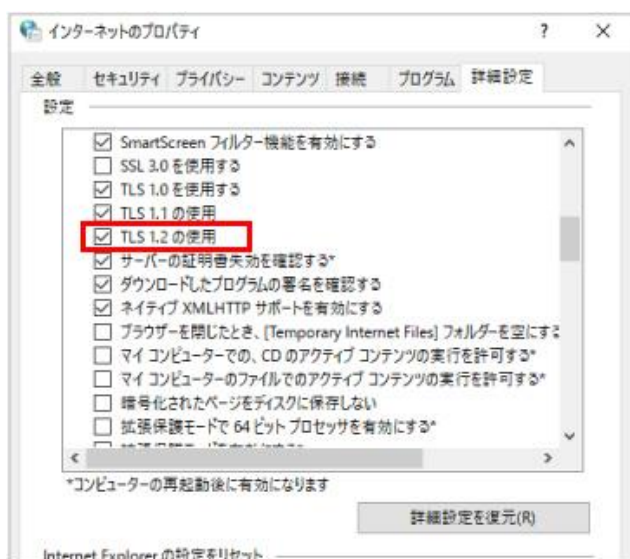 インターネットのプロパティ ? ×
全般 セキュリティ プライバシー コンテンツ 接続 プログラム 詳細設定
設定
SmartScreen フィルター機能を有効にする
SSL 3.0 を使用する
TLS 1.0 を使用する
TLS 1.1 の使用
TLS 1.2 の使用
サーバーの証明書失効を確認する*
ダウンロードしたプログラムの署名を確認する
ネイティブ XMLHTTP サポートを有効にする
ブラウザーを閉じたとき、[Temporary Internet Files] フォルダーを空にする
マイ コンピューターでの、CD のアクティブ コンテンツの実行を許可する*
マイ コンピューターのファイルでのアクティブ コンテンツの実行を許可する*
暗号化されたページをディスクに保存しない
拡張保護モードで 64 ビット プロセッサを有効にする*
*コンピューターの再起動後に有効になります
詳細設定を復元(R)
Internet Explorer の設定をリセット